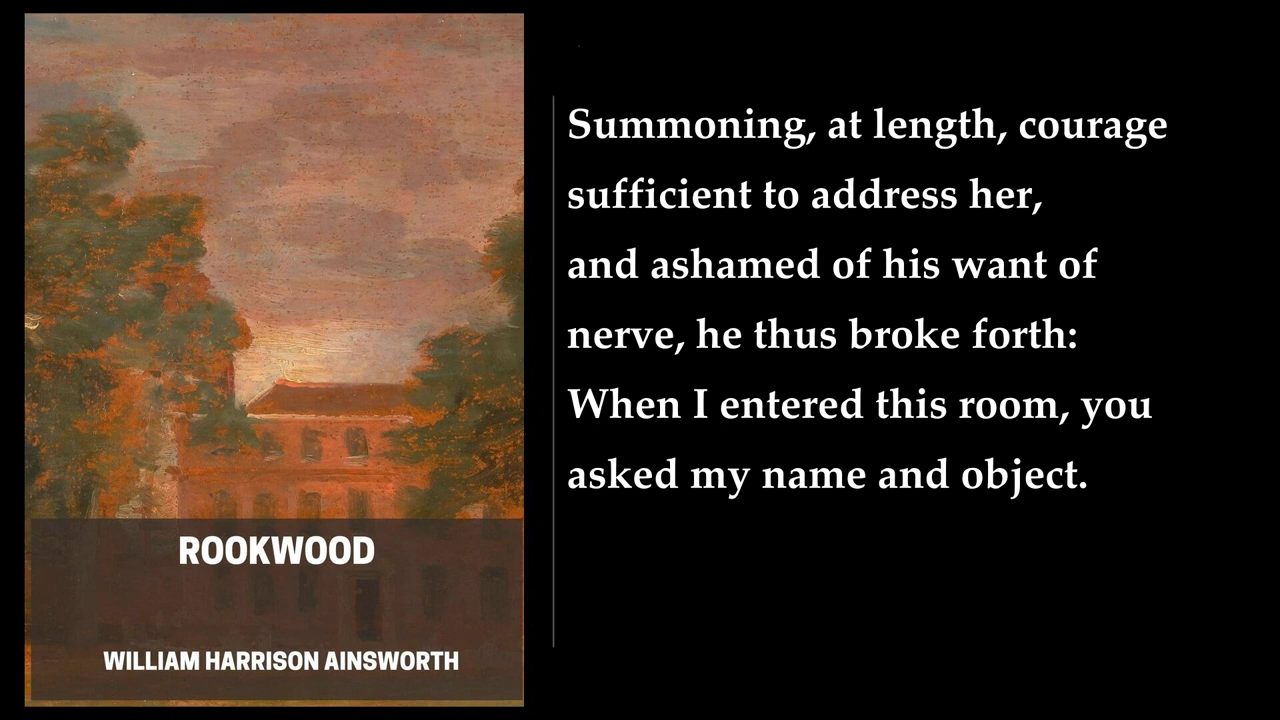 ROOKWOOD
WILLIAM HARRISON AINSWORTH
Summoning, at length, courage
sufficient to address her,
and ashamed of his want of
nerve, he thus broke forth:
When I entered this room, you
asked my name and object.